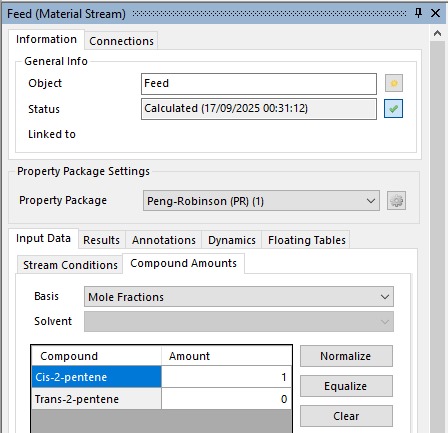 Feed (Material Stream)
Information Connections
General Info
Object Feed
Status Calculated (17/09/2025 00:31:12)
Linked to
Property Package Settings
Property Package Peng-Robinson (PR) (1)
Input Data Results Annotations Dynamics Floating Tables
Stream Conditions Compound Amounts
Basis Mole Fractions
Solvent
Compound Amount Normalize
Cis-2-pentene 1 Equalize
Trans-2-pentene 0
Clear